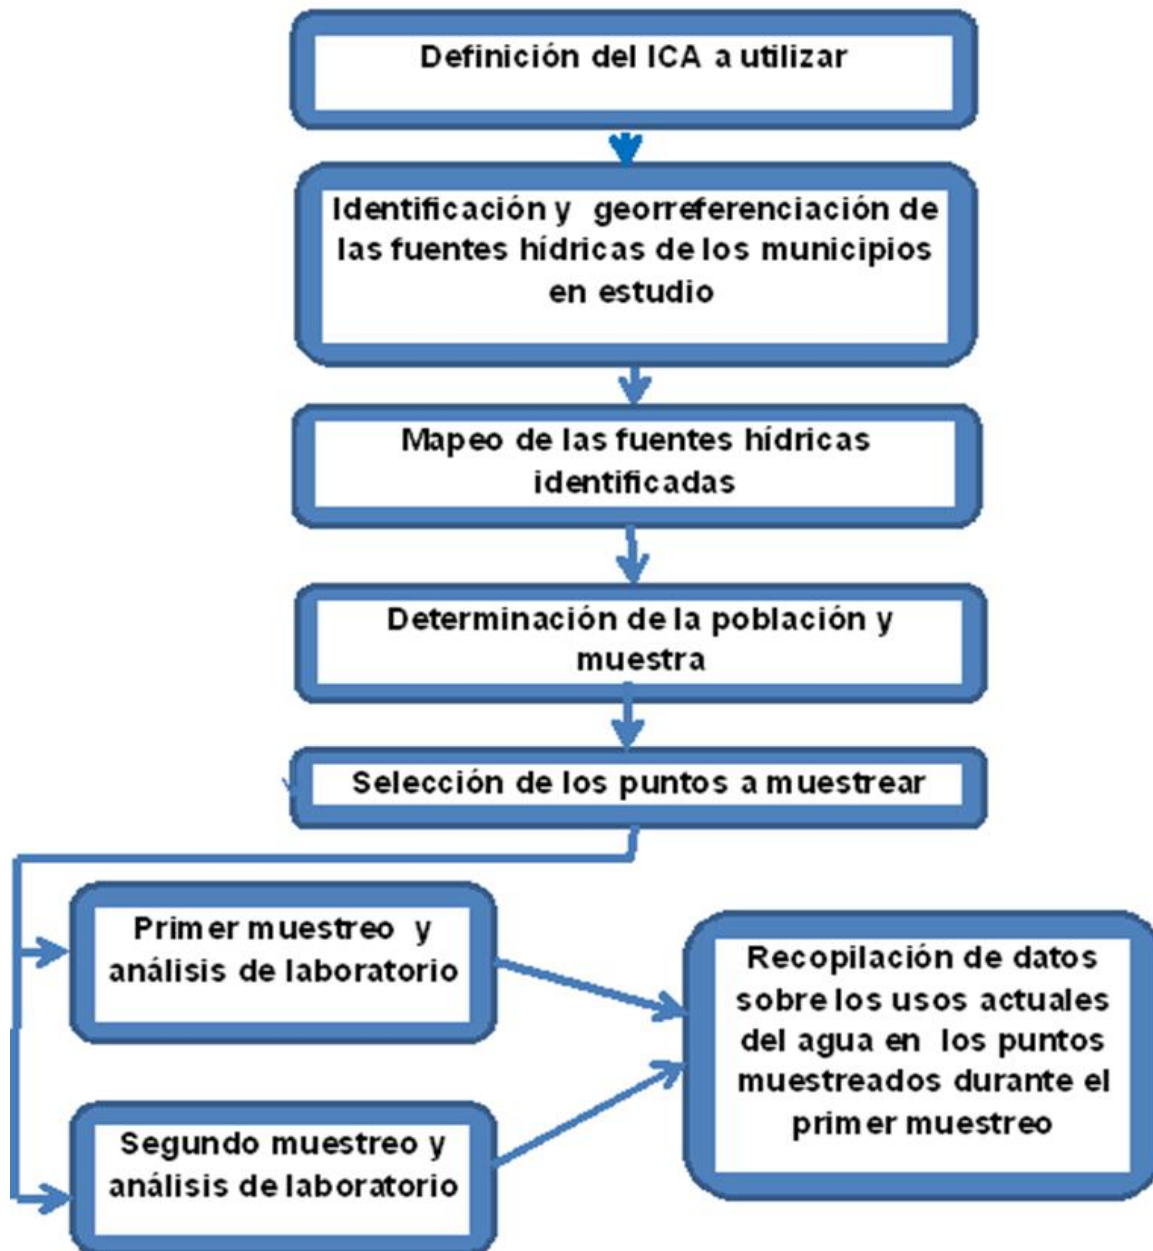 Definición del ICA a utilizar
Identificación y georreferenciación de
las fuentes hídricas de los municipios
en estudio
Mapeo de las fuentes hídricas
identificadas
Determinación de la población y
muestra
Selección de los puntos a muestrear
Primer muestreo y
análisis de laboratorio
Segundo muestreo y
análisis de laboratorio
Recopilación de datos
sobre los usos actuales
del agua en los puntos
muestreados durante el
primer muestreo